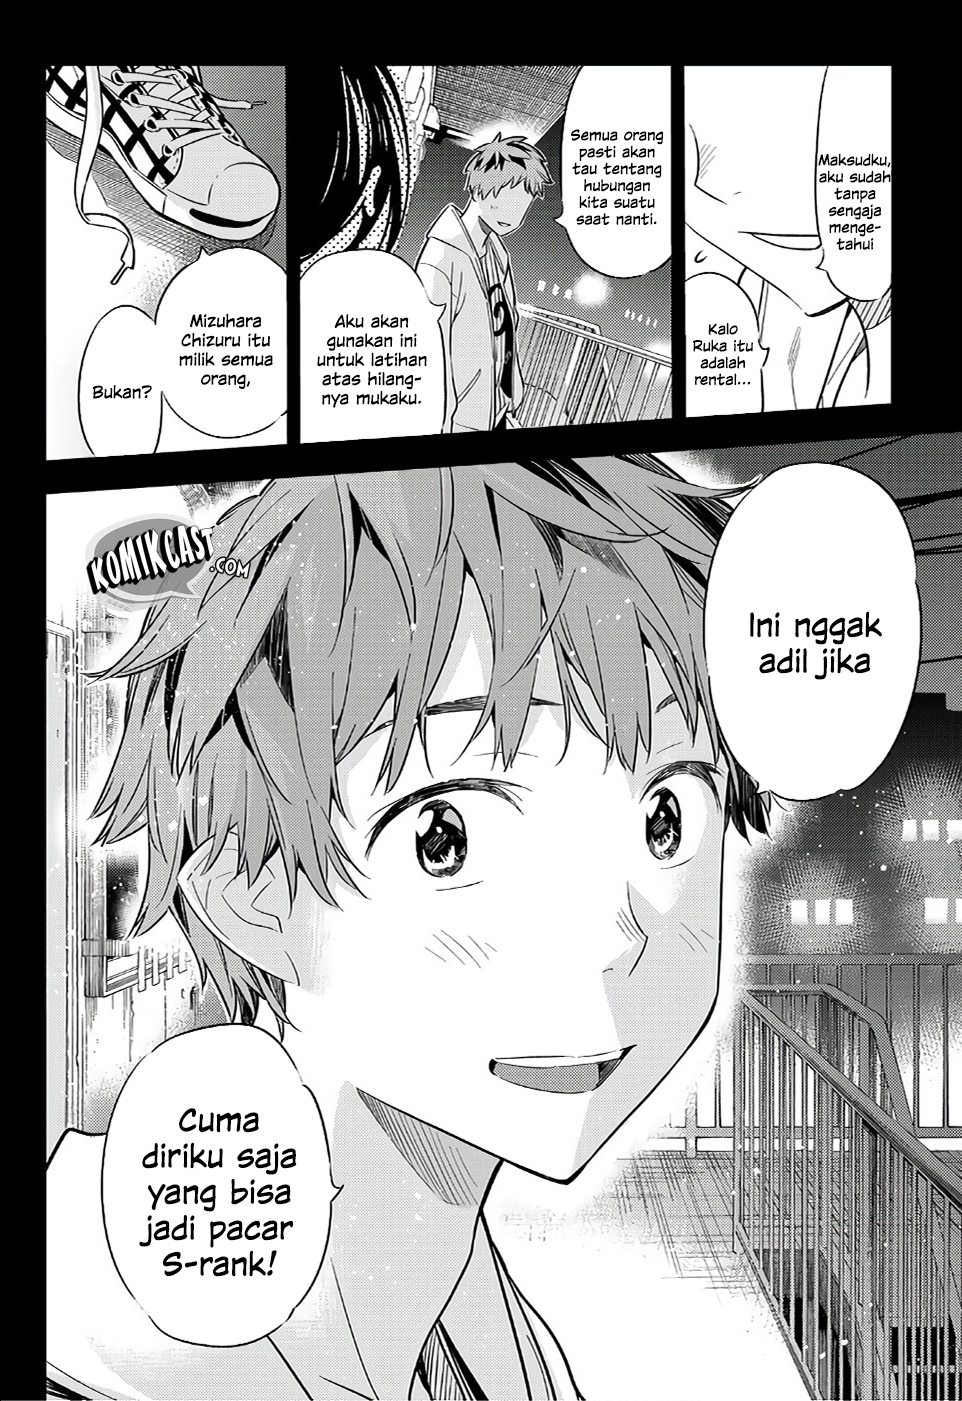 Maksudku,
aku sudah
tanpa
sengaja
menge-
tahui
Kalo
Ruka itu
adalah
rental...
Semua orang
pasti akan
tau tentang
hubungan
kita suatu
saat nanti.
Aku akan
gunakan ini
untuk latihan
atas hilang-
nya mukaku.
Mizuhara
Chizuru itu
milik semua
orang,
Bukan?
KOMIKCAST
.COM
Ini nggak
adil jika
Cuma
diriku saja
yang bisa
jadi pacar
S-rank!